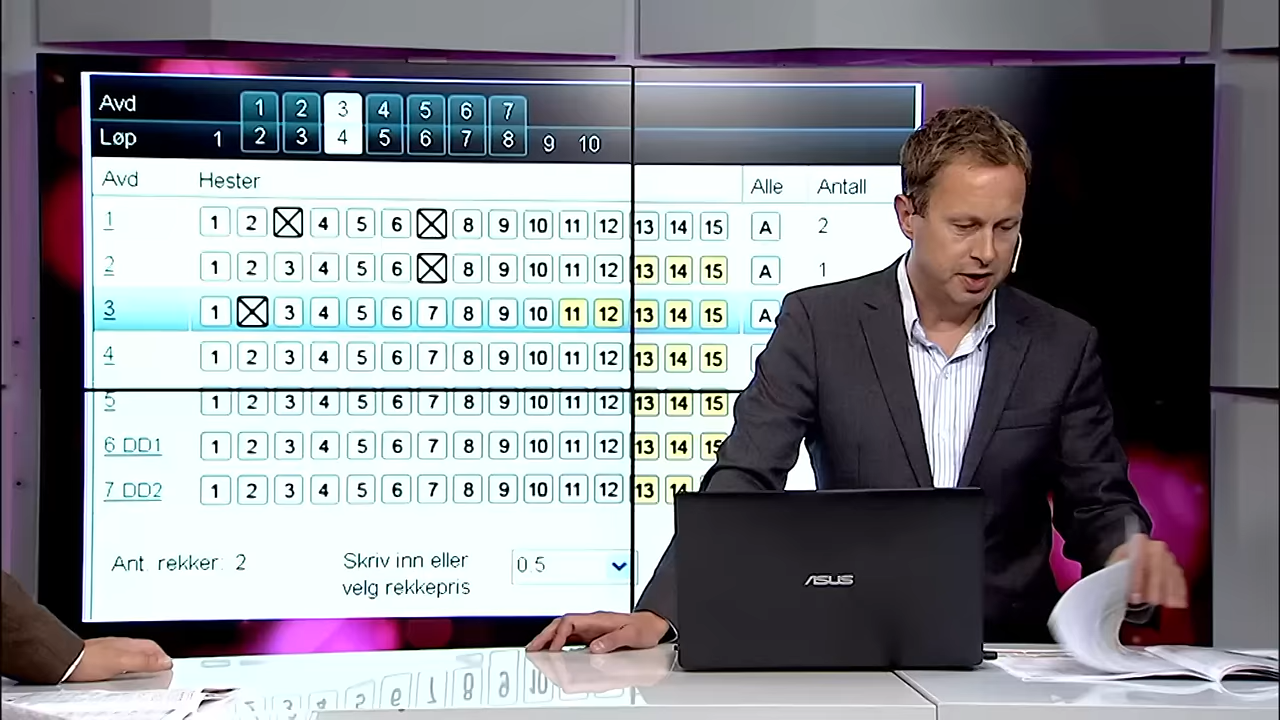 Avd 1 2 3 4 5 6 7
Løp 1 2 3 4 5 6 7 8 9 10
Avd Hester Alle Antall
1 1 2 4 5 6 8 9 10 11 12 13 14 15 A 2
2 1 2 3 4 5 6 8 9 10 11 12 13 14 15 A 1
3 1 3 4 5 6 7 8 9 10 11 12 13 14 15 A
4 1 2 3 4 5 6 7 8 9 10 11 12 13 14 15
5 1 2 3 4 5 6 7 8 9 10 11 12 13 14 15
6 DD1 1 2 3 4 5 6 7 8 9 10 11 12 13 14 15
7 DD2 1 2 3 4 5 6 7 8 9 10 11 12 13 14
Ant. rekker: 2
Skriv inn eller
velg rekkepris
0.5
ASUS